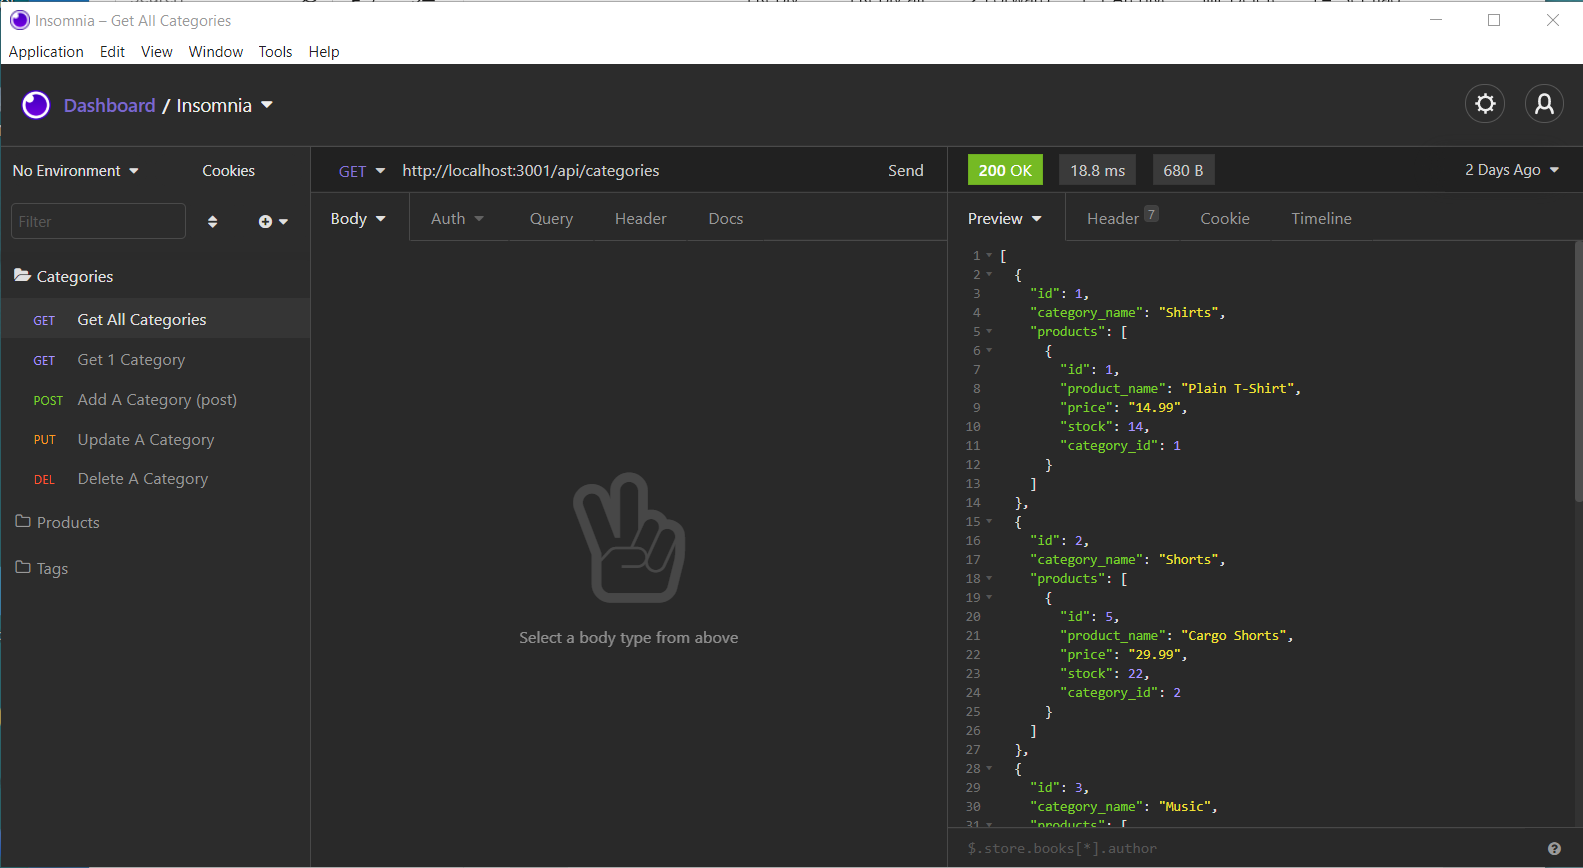 Insomnia – Get All Categories
Application Edit View Window Tools Help
Dashboard / Insomnia
No Environment Cookies
GET http://localhost:3001/api/categories Send
200 OK 18.8 ms 680 B 2 Days Ago
Filter
Body Auth Query Header Docs
Preview Header 7 Cookie Timeline
Categories
GET Get All Categories
GET Get 1 Category
POST Add A Category (post)
PUT Update A Category
DEL Delete A Category
Products
Tags
Select a body type from above
1 [
2 {
3 "id": 1,
4 "category_name": "Shirts",
5 "products": [
6 {
7 "id": 1,
8 "product_name": "Plain T-Shirt",
9 "price": "14.99",
10 "stock": 14,
11 "category_id": 1
12 }
13 ]
14 },
15 {
16 "id": 2,
17 "category_name": "Shorts",
18 "products": [
19 {
20 "id": 5,
21 "product_name": "Cargo Shorts",
22 "price": "29.99",
23 "stock": 22,
24 "category_id": 2
25 }
26 ]
27 },
28 {
29 "id": 3,
30 "category_name": "Music",
31 "products": [
$.store.books[*].author